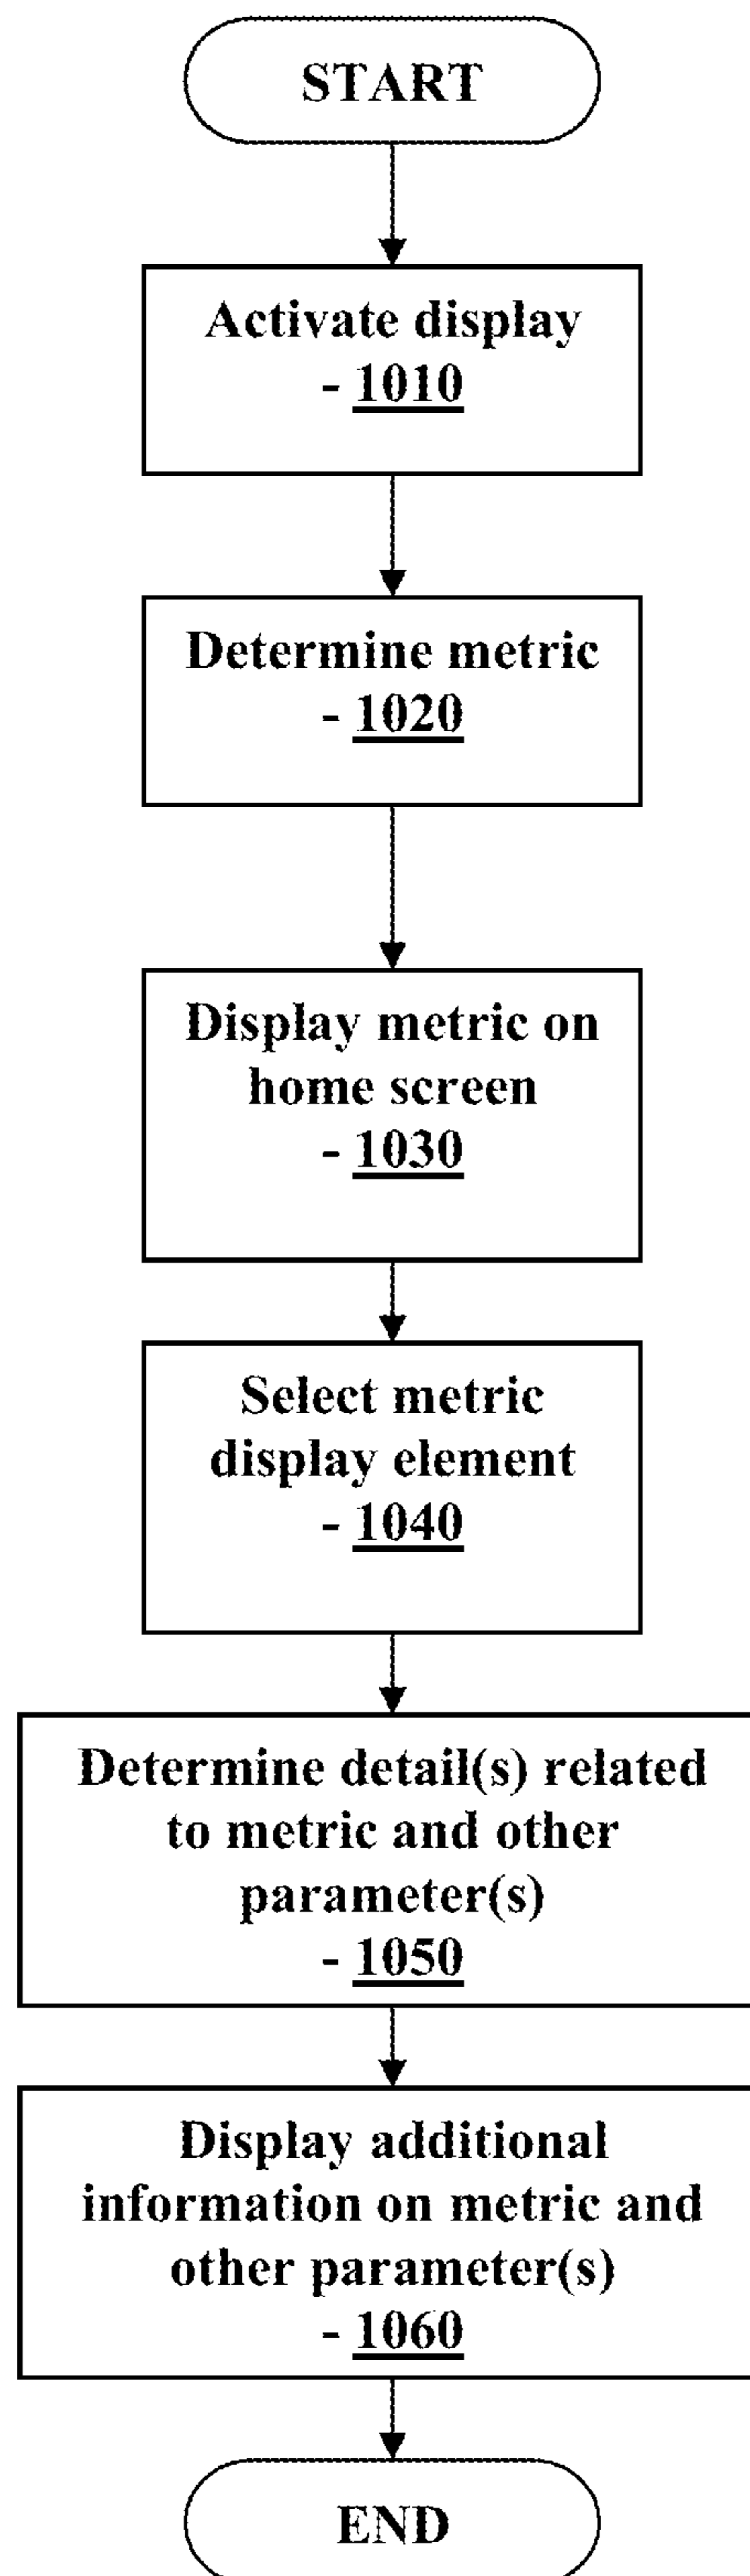 START
Activate display
- 1010
Determine metric
- 1020
Display metric on
home screen
- 1030
Select metric
display element
- 1040
Determine detail(s) related
to metric and other
parameter(s)
- 1050
Display additional
information on metric and
other parameter(s)
- 1060
END